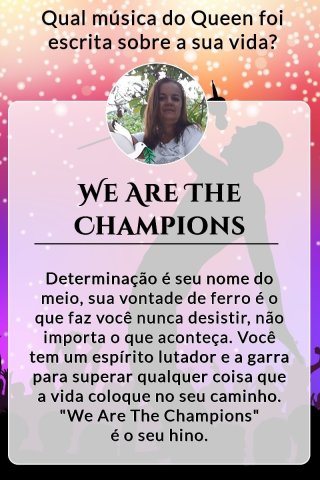 Qual música do Queen foi
escrita sobre a sua vida?
We Are The
Champions
Determinação é seu nome do
meio, sua vontade de ferro é o
que faz você nunca desistir, não
importa o que aconteça. Você
tem um espírito lutador e a garra
para superar qualquer coisa que
a vida coloque no seu caminho.
"We Are The Champions"
é o seu hino.